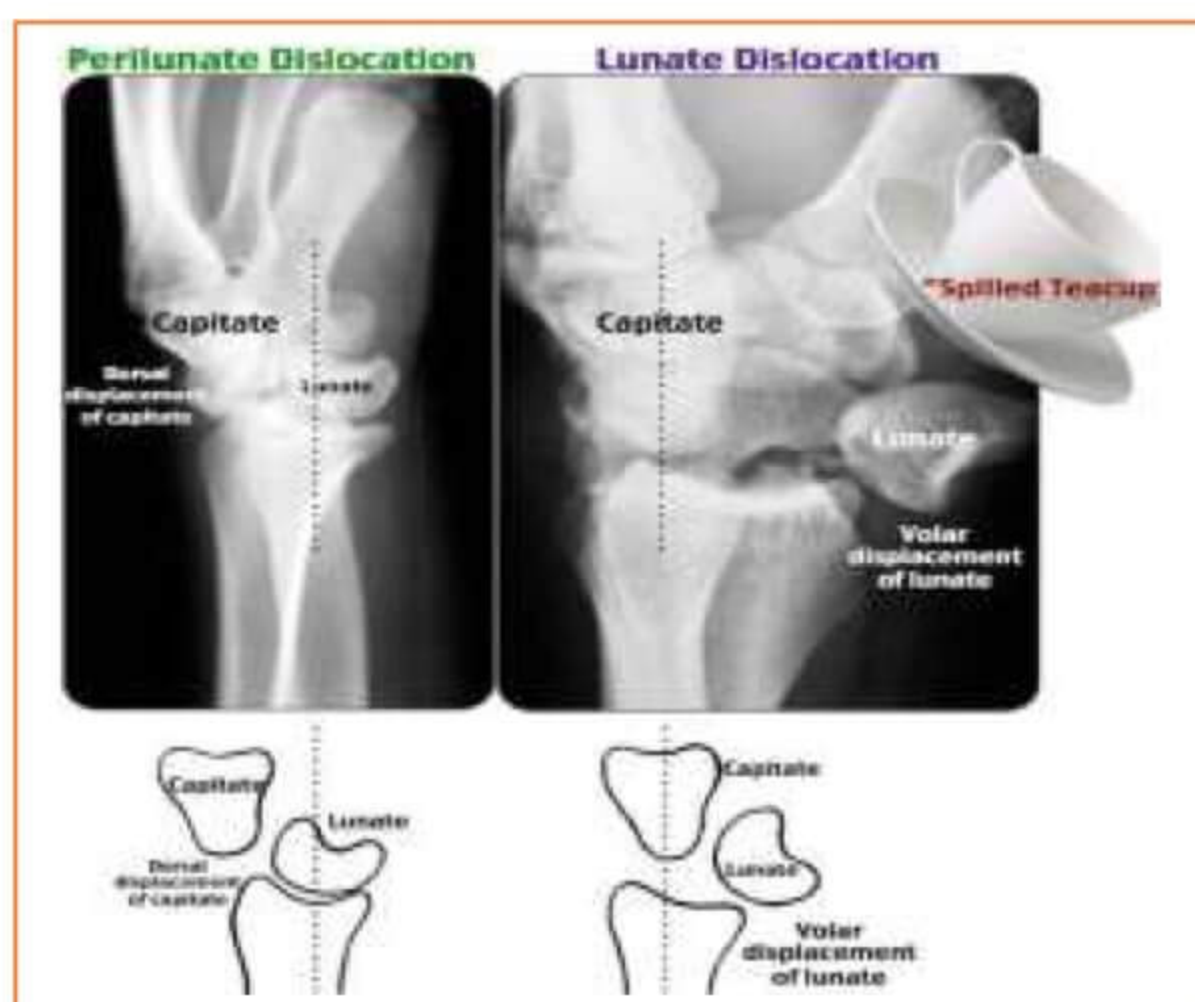 Perilunate Dislocation
Lunate Dislocation
Capitate
Dorsal
displacement
of capitate
Lunate
Capitate
"Spilled Teacup
Lunate
Volar
displacement
of lunate
Capitate
Lunate
Dorsal
displacement
of capitate
Capitate
Lunate
Volar
displacement
of lunate